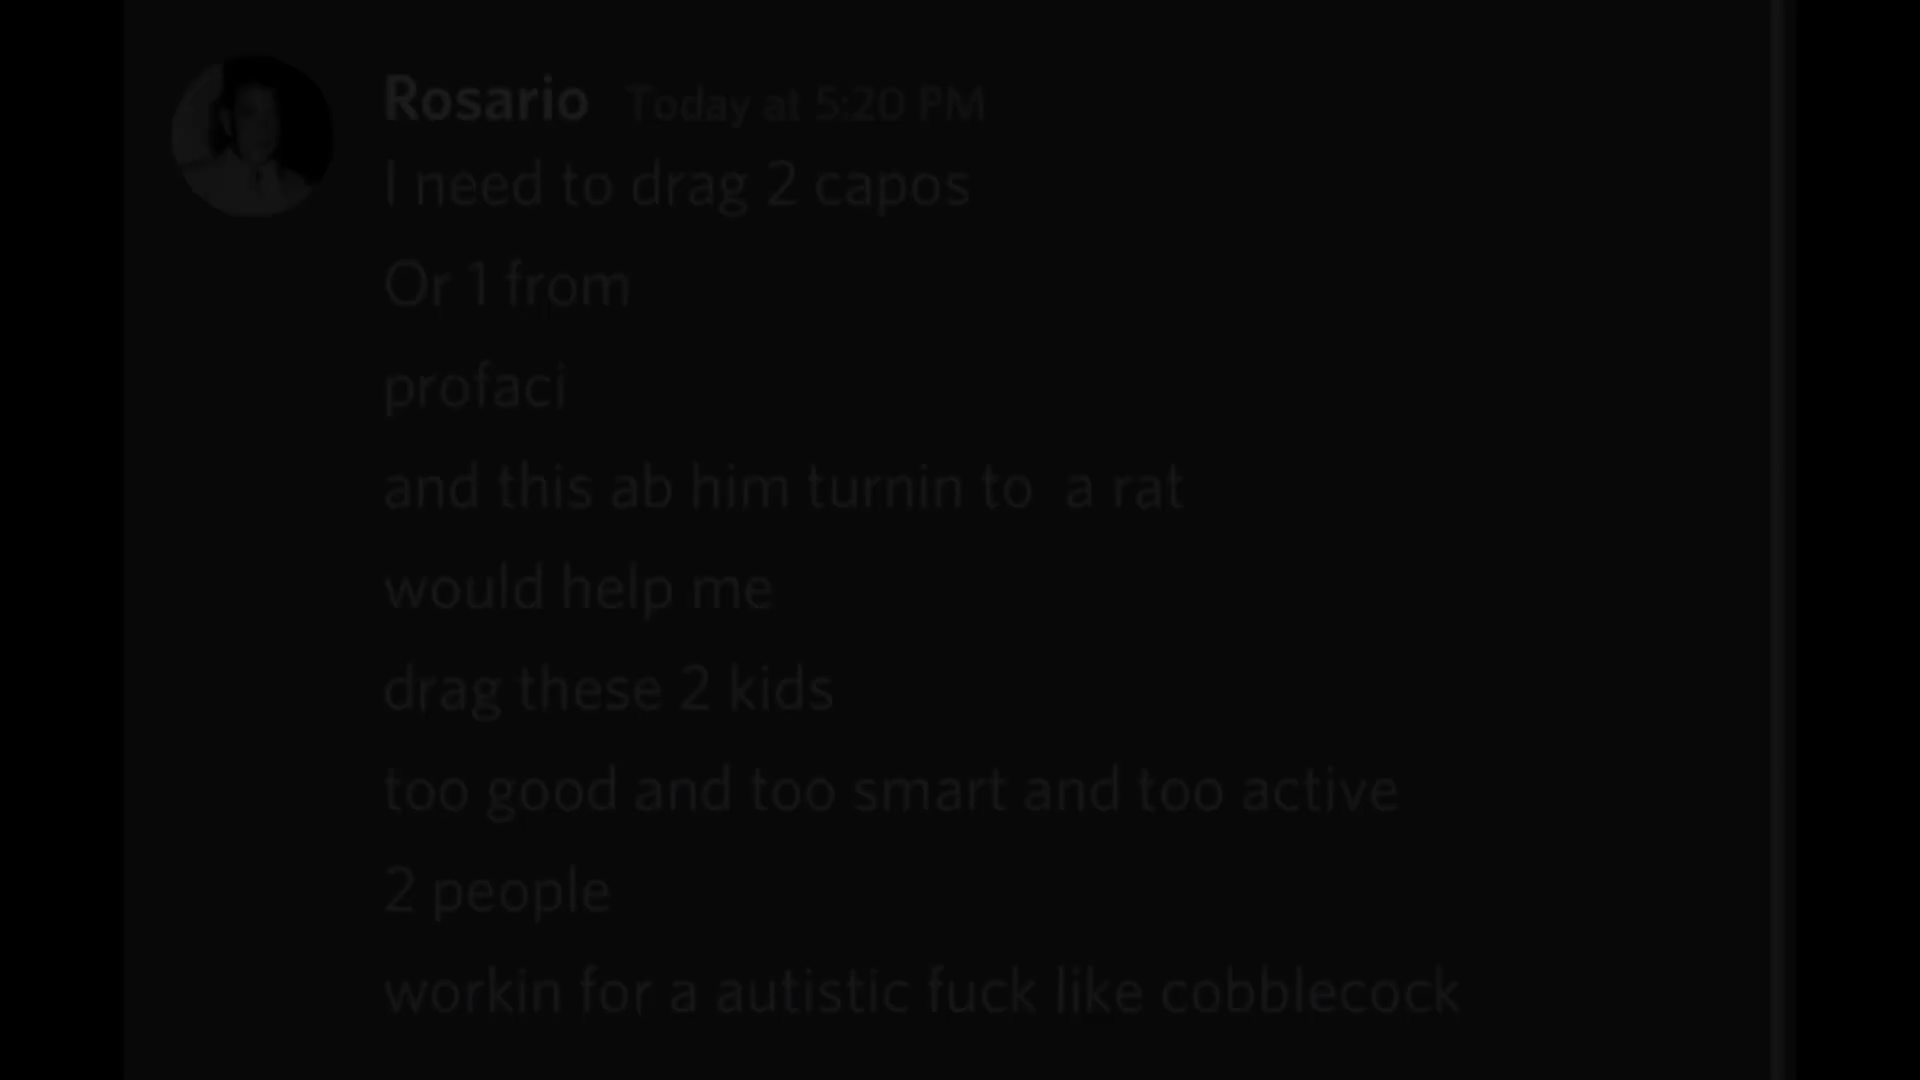 Rosario Today at 5:20 PM
I need to drag 2 capos
Or 1 from
profaci
and this ab him turnin to  a rat
would help me
drag these 2 kids
too good and too smart and too active
2 people
workin for a autistic fuck like cobblecock